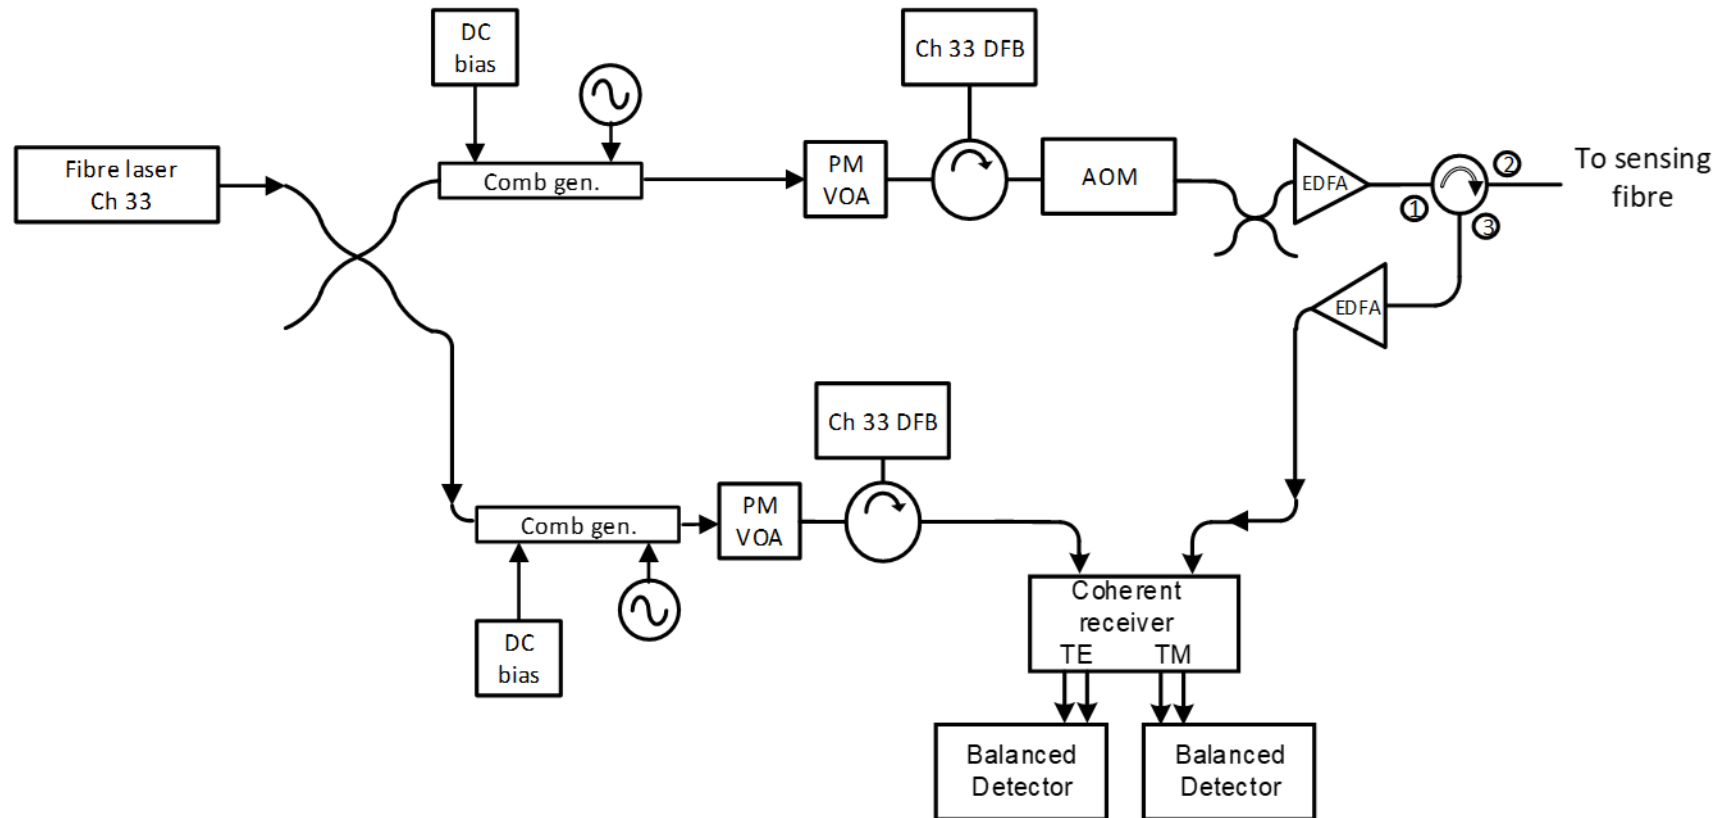 DC
bias
Ch 33 DFB
Fibre laser
Ch 33
Comb gen.
PM
VOA
AOM
EDFA
1
2
3
To sensing
fibre
EDFA
Ch 33 DFB
Comb gen.
PM
VOA
DC
bias
Coherent
receiver
TE TM
Balanced
Detector
Balanced
Detector